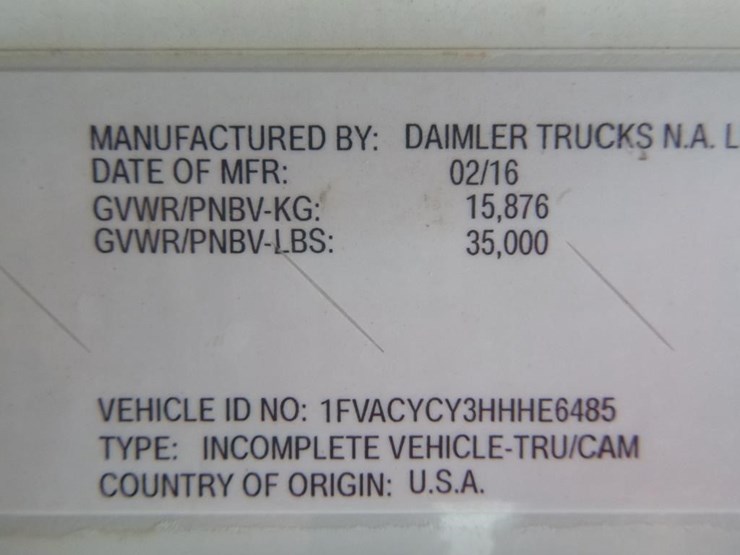 MANUFACTURED BY: DAIMLER TRUCKS N.A. L
DATE OF MFR: 02/16
GVWR/PNBV-KG: 15,876
GVWR/PNBV-LBS: 35,000
VEHICLE ID NO: 1FVACYCY3HHHE6485
TYPE: INCOMPLETE VEHICLE-TRU/CAM
COUNTRY OF ORIGIN: U.S.A.